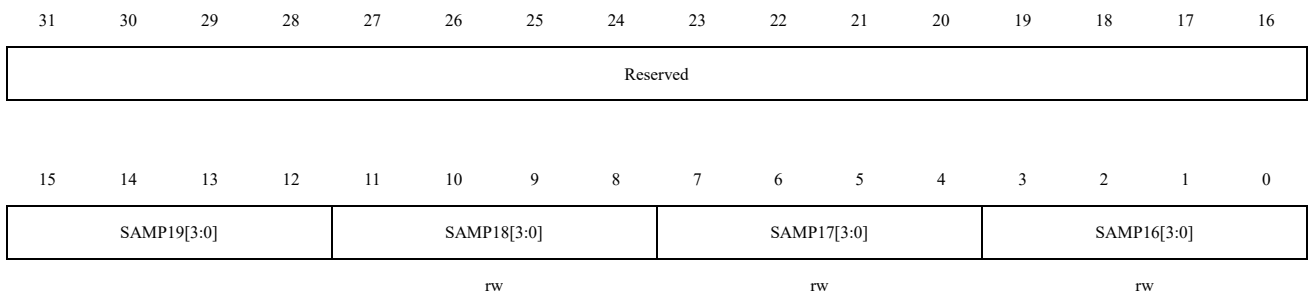 31 30 29 28 27 26 25 24 23 22 21 20 19 18 17 16
Reserved
15 14 13 12 11 10 9 8 7 6 5 4 3 2 1 0
SAMP19[3:0] SAMP18[3:0] SAMP17[3:0] SAMP16[3:0]
rw rw rw